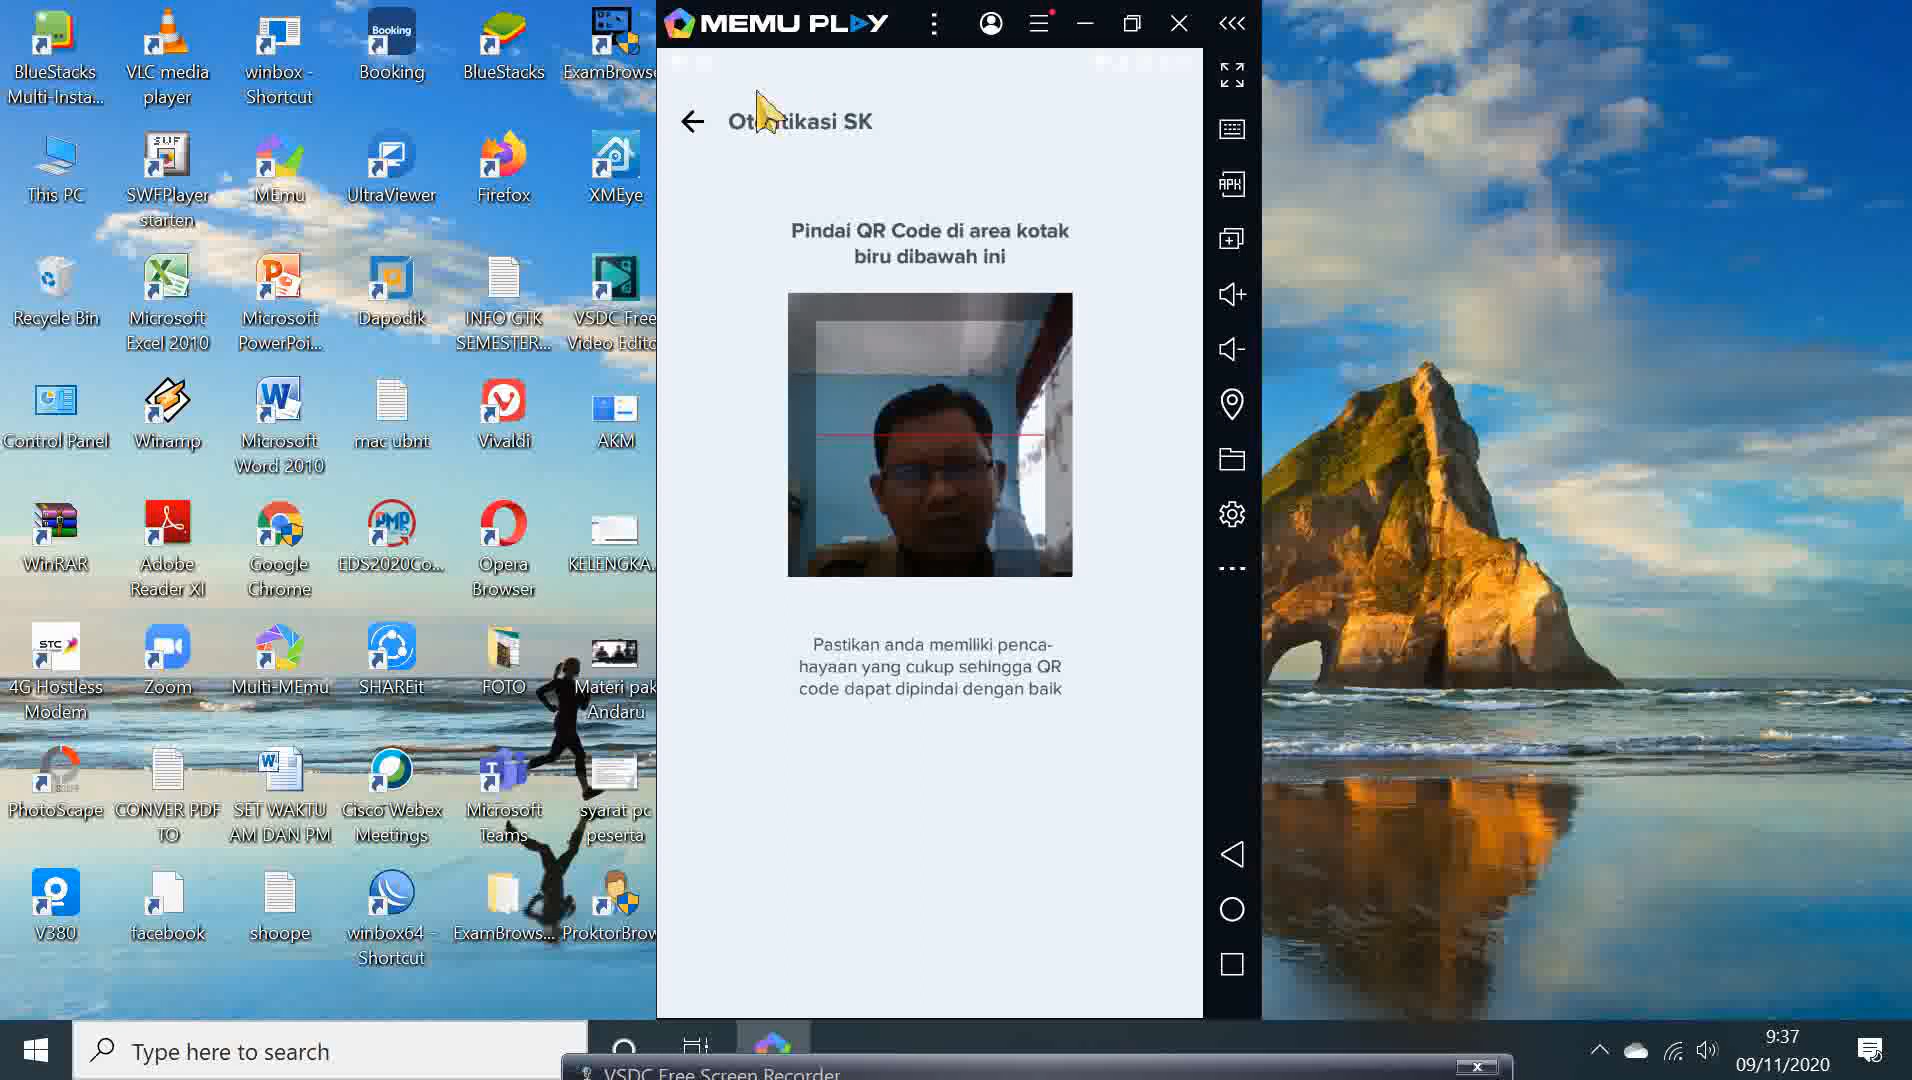 BlueStacks
Multi-Insta...
VLC media
player
winbox -
Shortcut
Booking
Booking
BlueStacks
ExamBrowse
This PC
SWF
SWFPlayer
starten
MEmu
UltraViewer
Firefox
XMEye
Recycle Bin
Microsoft
Excel 2010
Microsoft
PowerPoi...
Dapodik
INFO GTK
SEMESTER...
VSDC Free
Video Edito
Control Panel
Winamp
Microsoft
Word 2010
mac ubnt
Vivaldi
AKM
WinRAR
Adobe
Reader XI
Google
Chrome
PMP
EDS2020Co...
Opera
Browser
KELENGKA...
STC
4G Hostless
Modem
Zoom
Multi-MEmu
SHAREit
FOTO
Materi pak
Andaru
PhotoScape
CONVER PDF
TO
SET WAKTU
AM DAN PM
Cisco Webex
Meetings
Microsoft
Teams
syarat pc
peserta
V380
facebook
shoope
winbox64 -
Shortcut
ExamBrows...
ProktorBrow
MEMU PLAY
APK
SK
Pindai QR Code di area kotak
biru dibawah ini
Pastikan anda memiliki penca-
hayaan yang cukup sehingga QR
code dapat dipindai dengan baik
Type here to search
VSDC Free Screen Recorder
9:37
09/11/2020